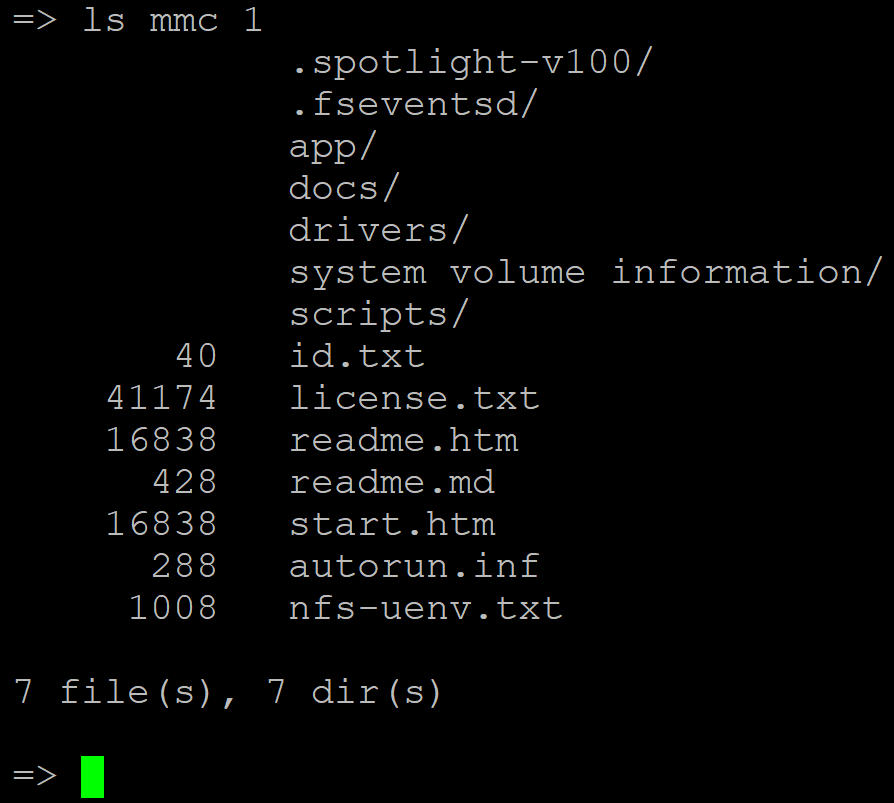 => ls mmc 1
            .spotlight-v100/
            .fseventsd/
            app/
            docs/
            drivers/
            system volume information/
            scripts/
       40   id.txt
    41174   license.txt
    16838   readme.htm
      428   readme.md
    16838   start.htm
      288   autorun.inf
     1008   nfs-uenv.txt
7 file(s), 7 dir(s)
=>